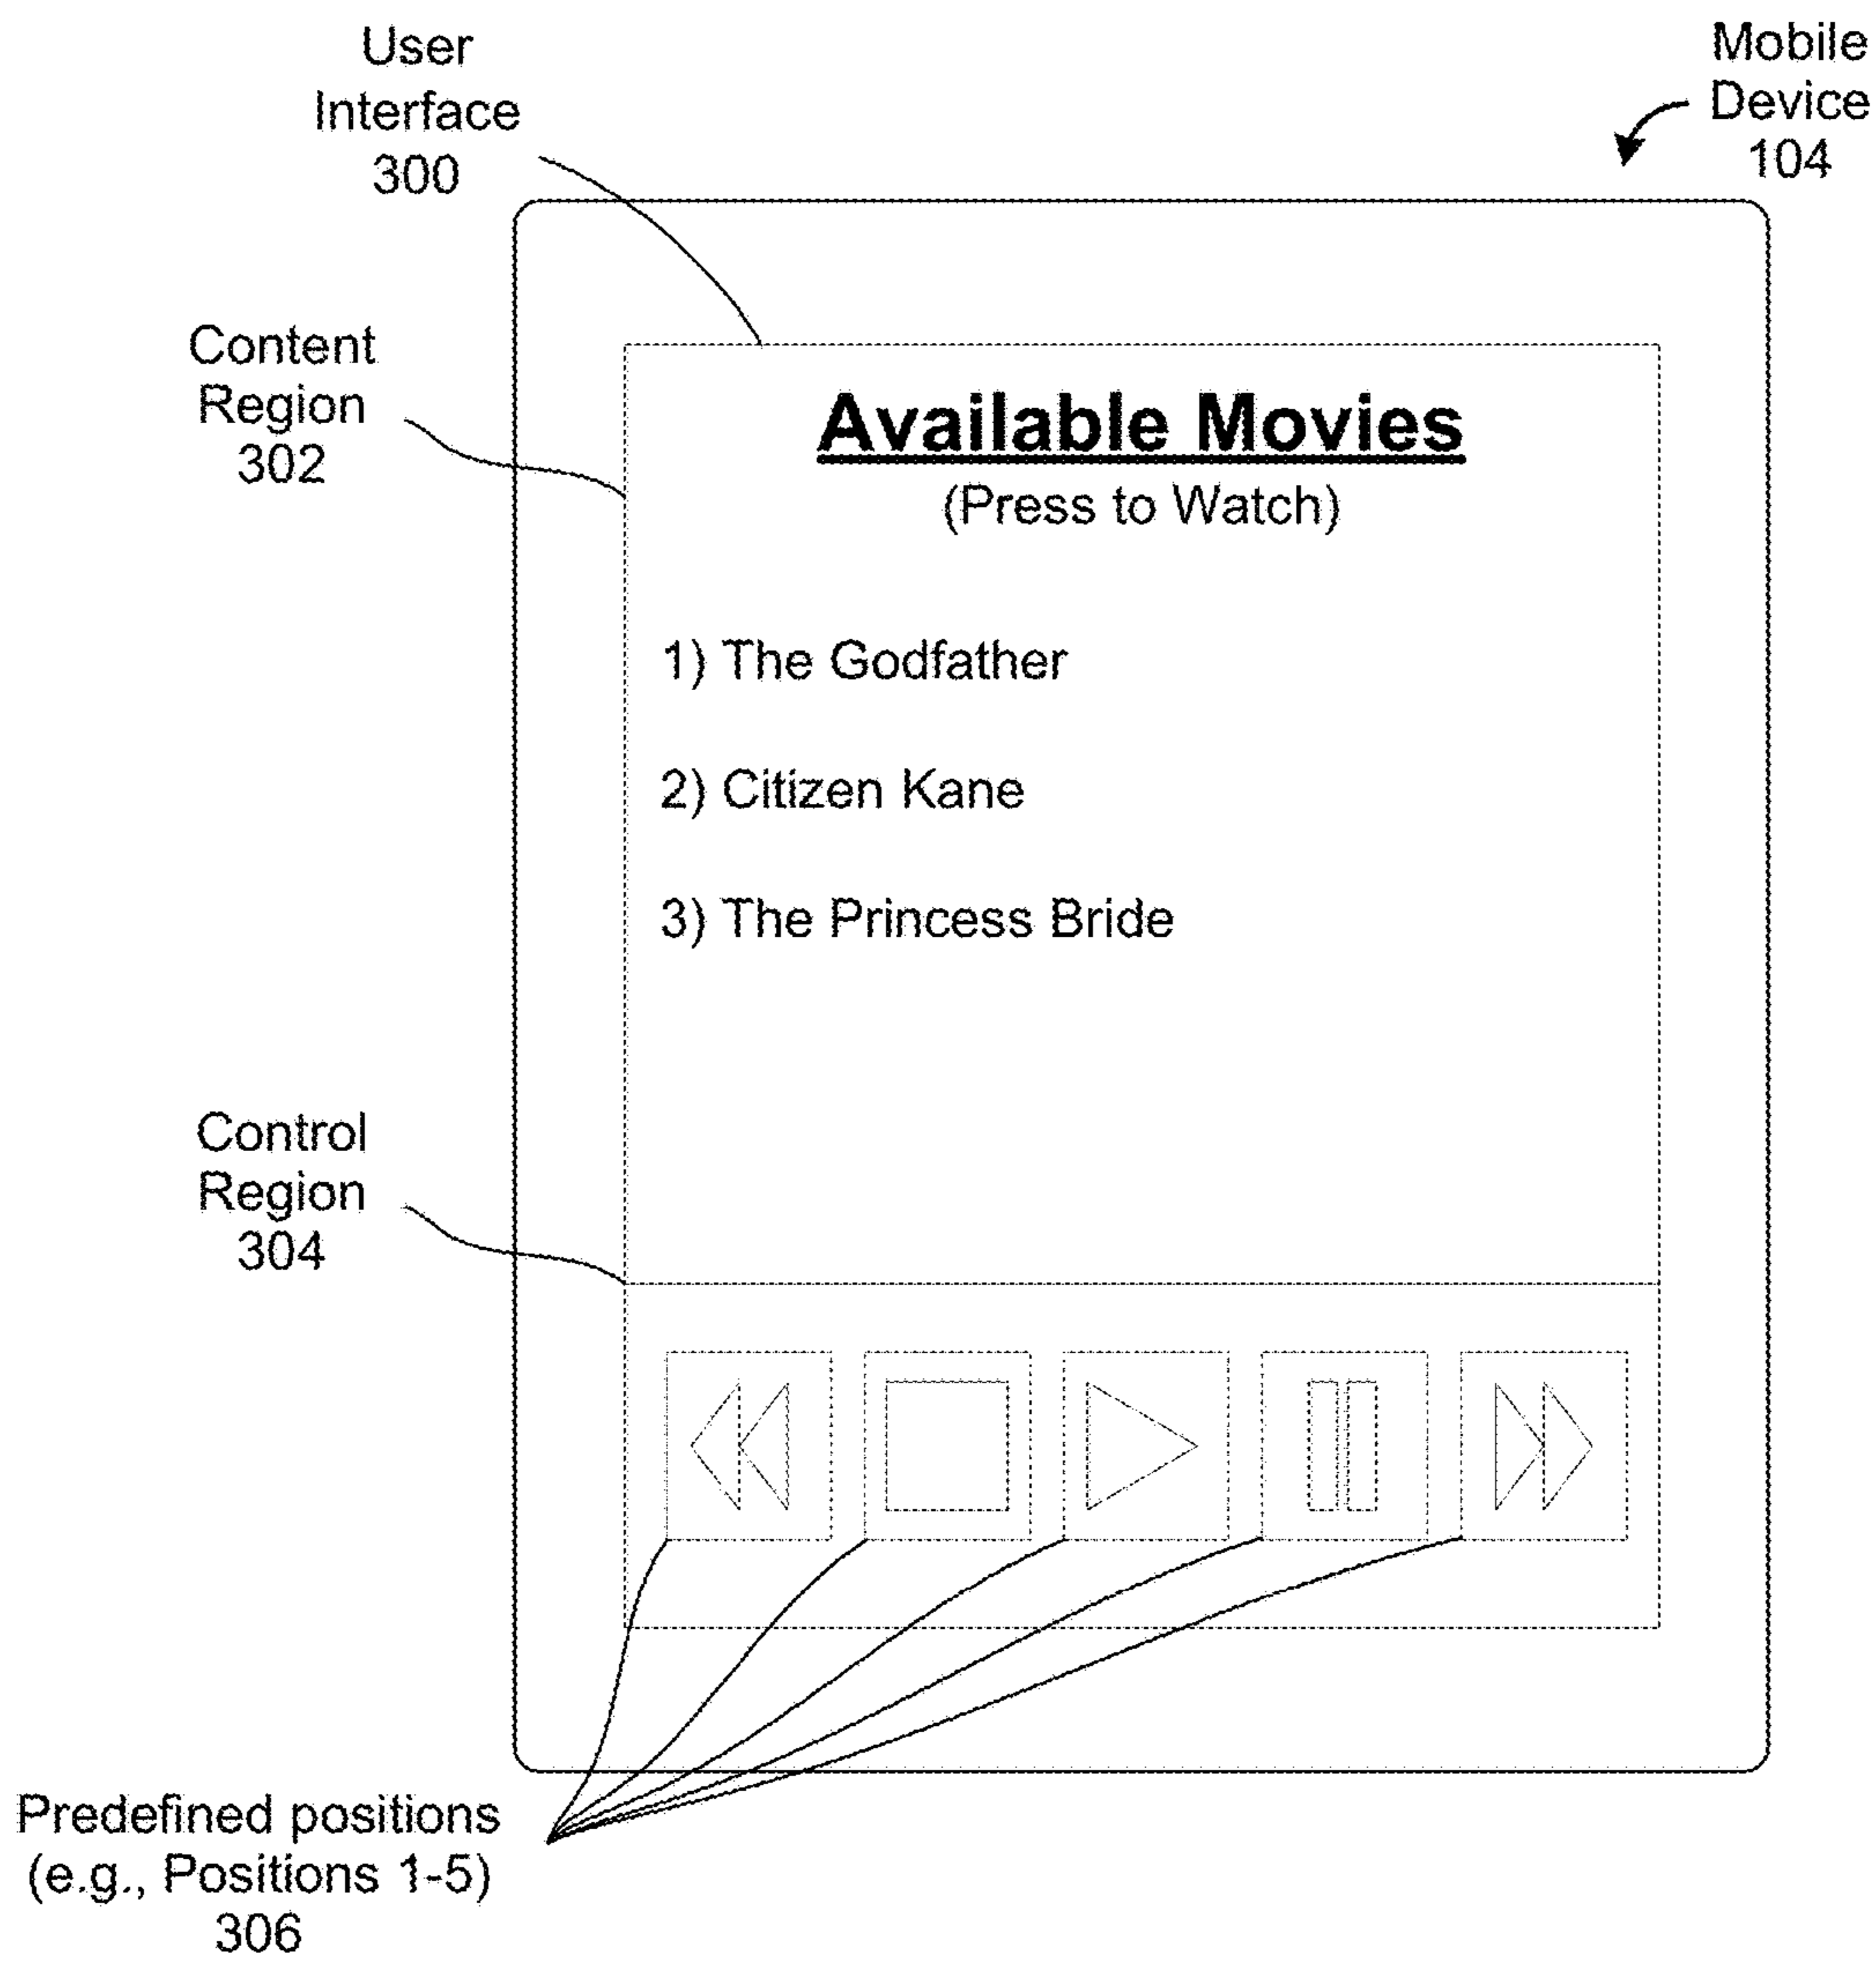 User
Interface
300
Mobile
Device
104
Content
Region
302
Available Movies
(Press to Watch)
1) The Godfather
2) Citizen Kane
3) The Princess Bride
Control
Region
304
Predefined positions
(e.g., Positions 1-5)
306